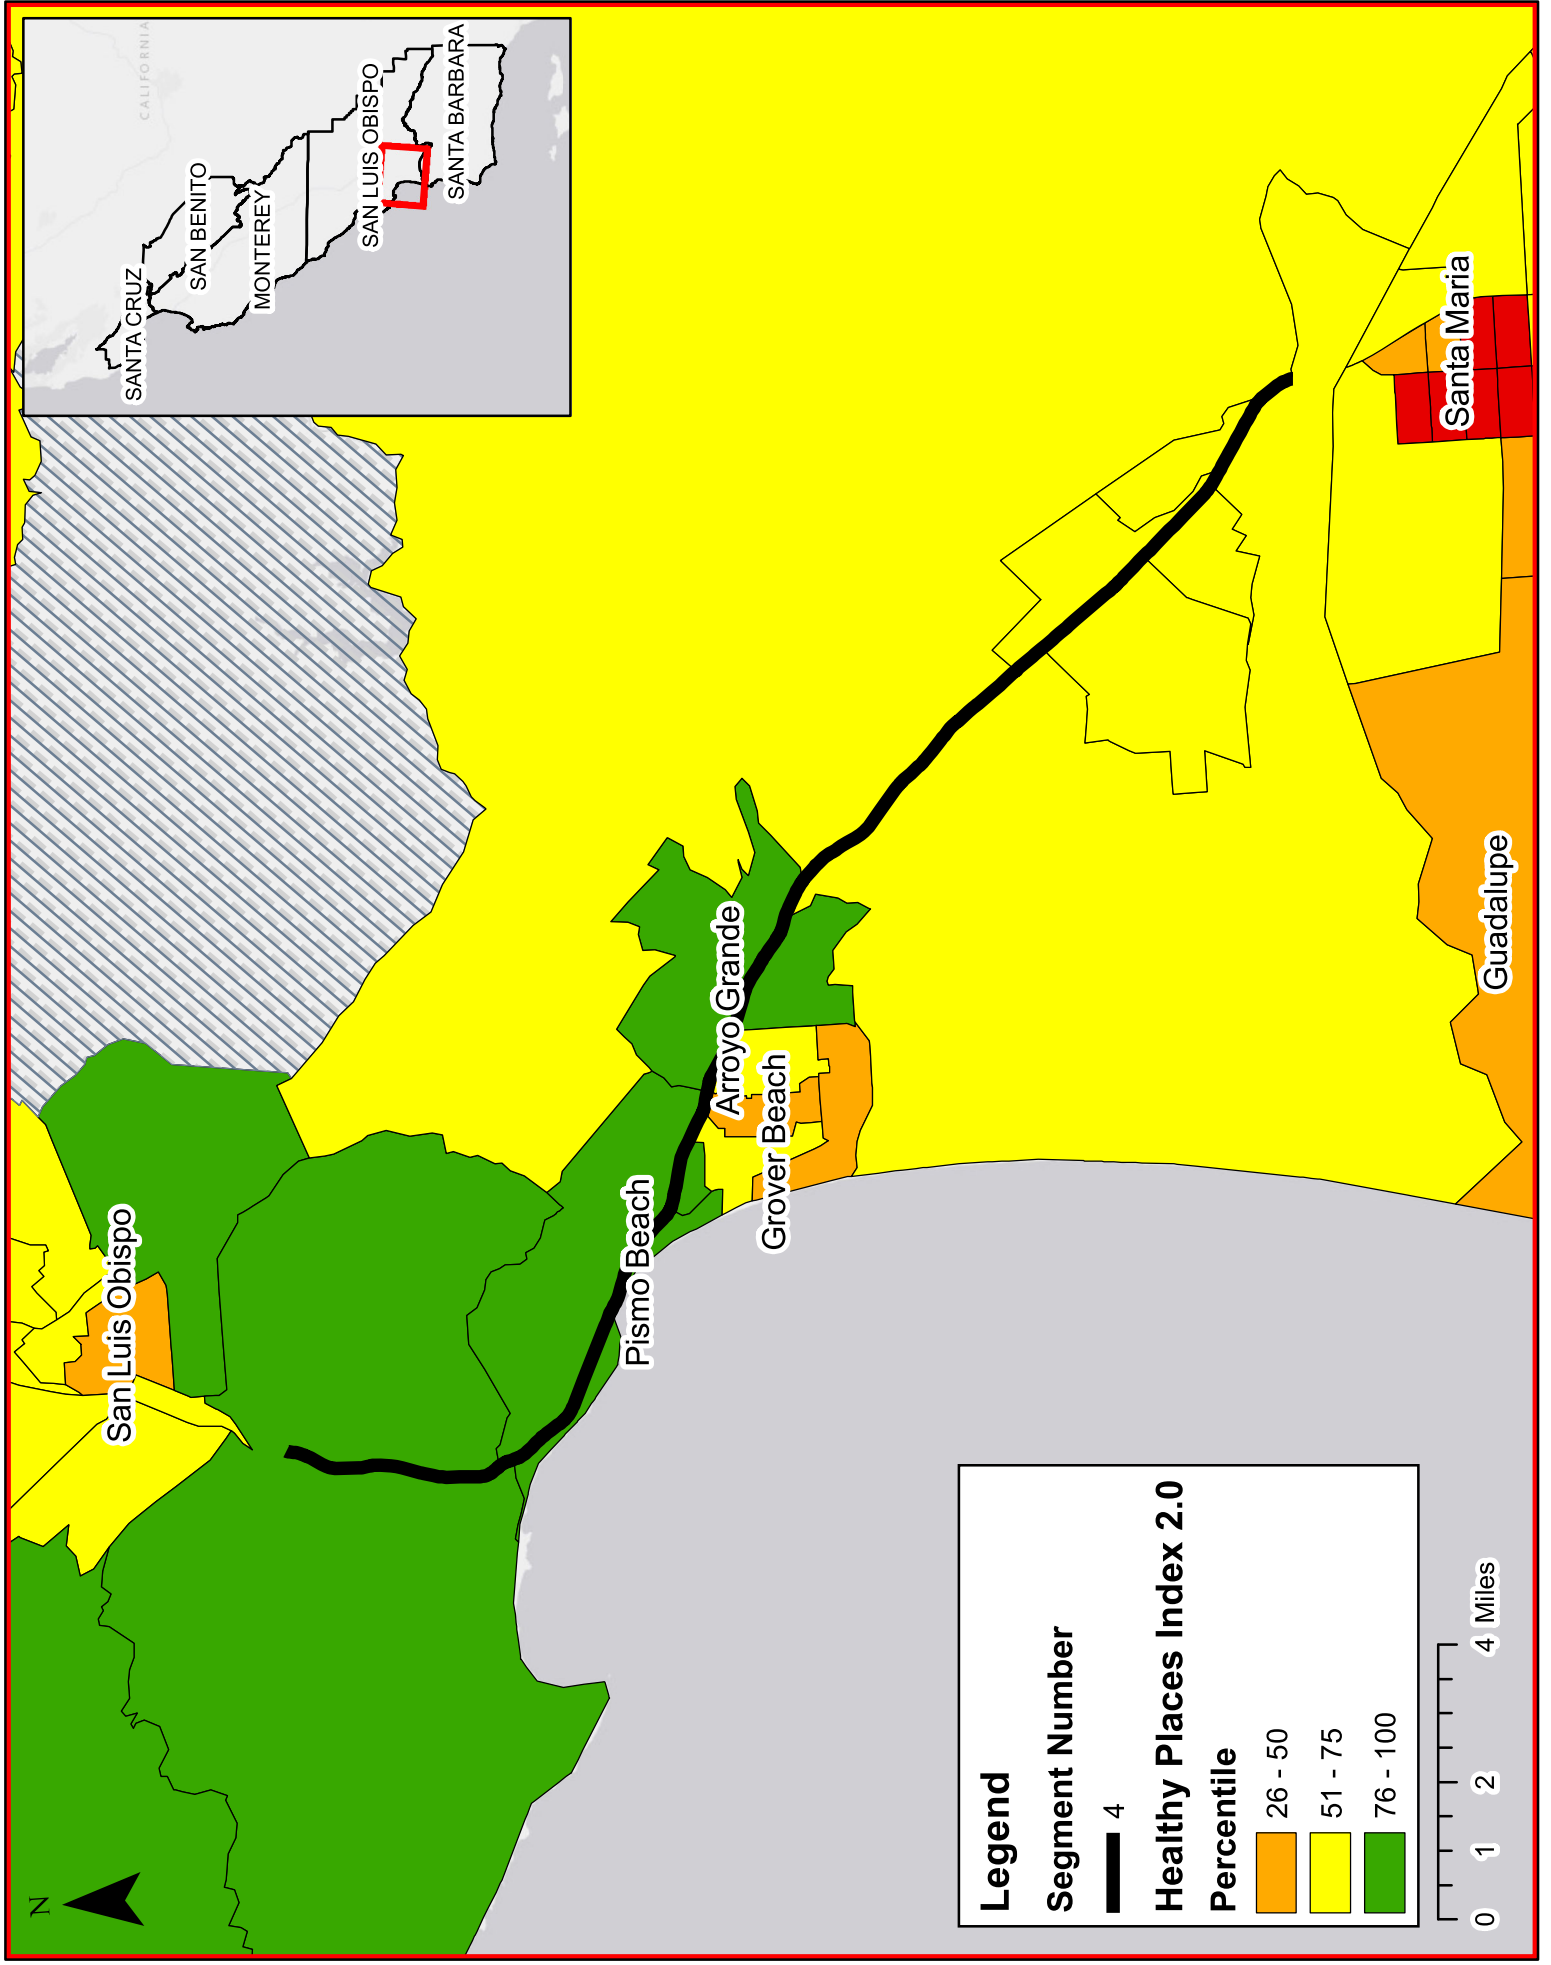 CALIFORNIA
SANTA CRUZ
SAN BENITO
MONTEREY
SAN LUIS OBISPO
SANTA BARBARA
San Luis Obispo
Pismo Beach
Arroyo Grande
Grover Beach
Santa Maria
Guadalupe
N
Legend
Segment Number
4
Healthy Places Index 2.0
Percentile
26 - 50
51 - 75
76 - 100
0 1 2 4 Miles